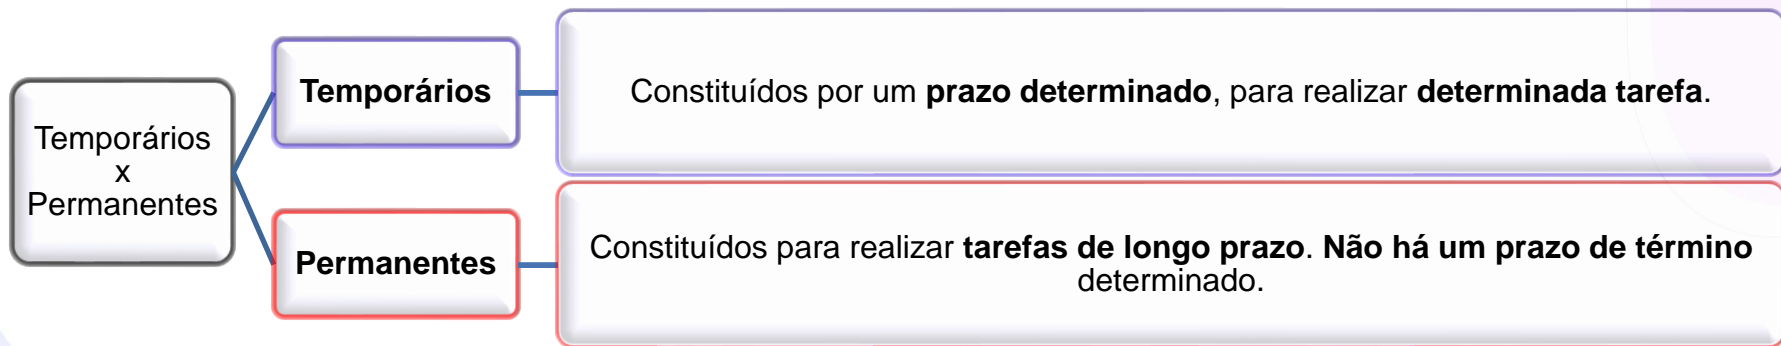 Temporários
x
Permanentes
Temporários
Constituídos por um prazo determinado, para realizar determinada tarefa.
Permanentes
Constituídos para realizar tarefas de longo prazo. Não há um prazo de término
determinado.